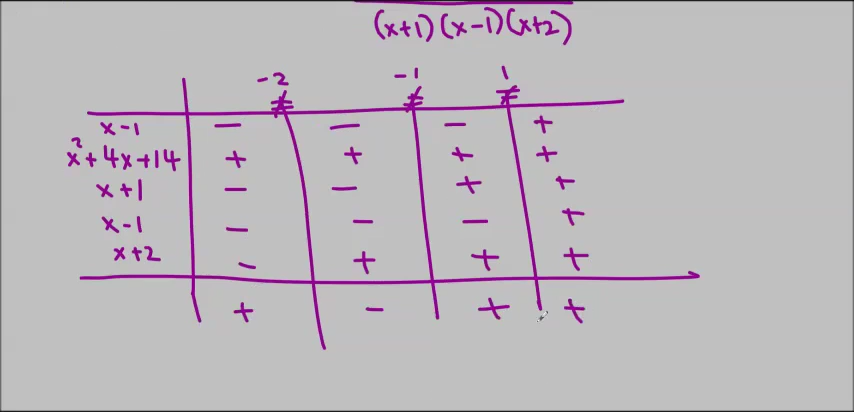 (x+1)(x-1)(x+2)
-2 -1 1
≠ ≠ ≠
x-1 - - - +
x²+4x+14 + + + +
x+1 - - + +
x-1 - - - +
x+2 - + + +
+ - + +